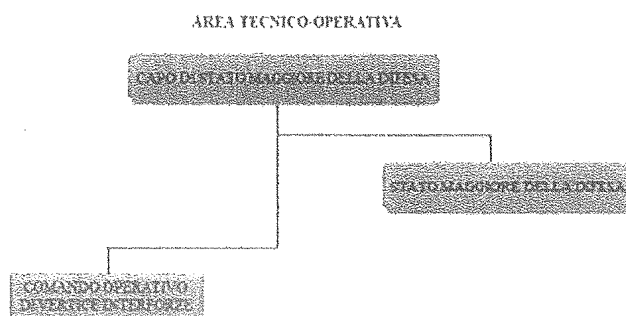 AREA TECNICO-OPERATIVA
CAPO DI STATO MAGGIORE DELLA DIFESA
STATO MAGGIORE DELLA DIFESA
COMANDO OPERATIVO
DI VERTICE INTERFORZE